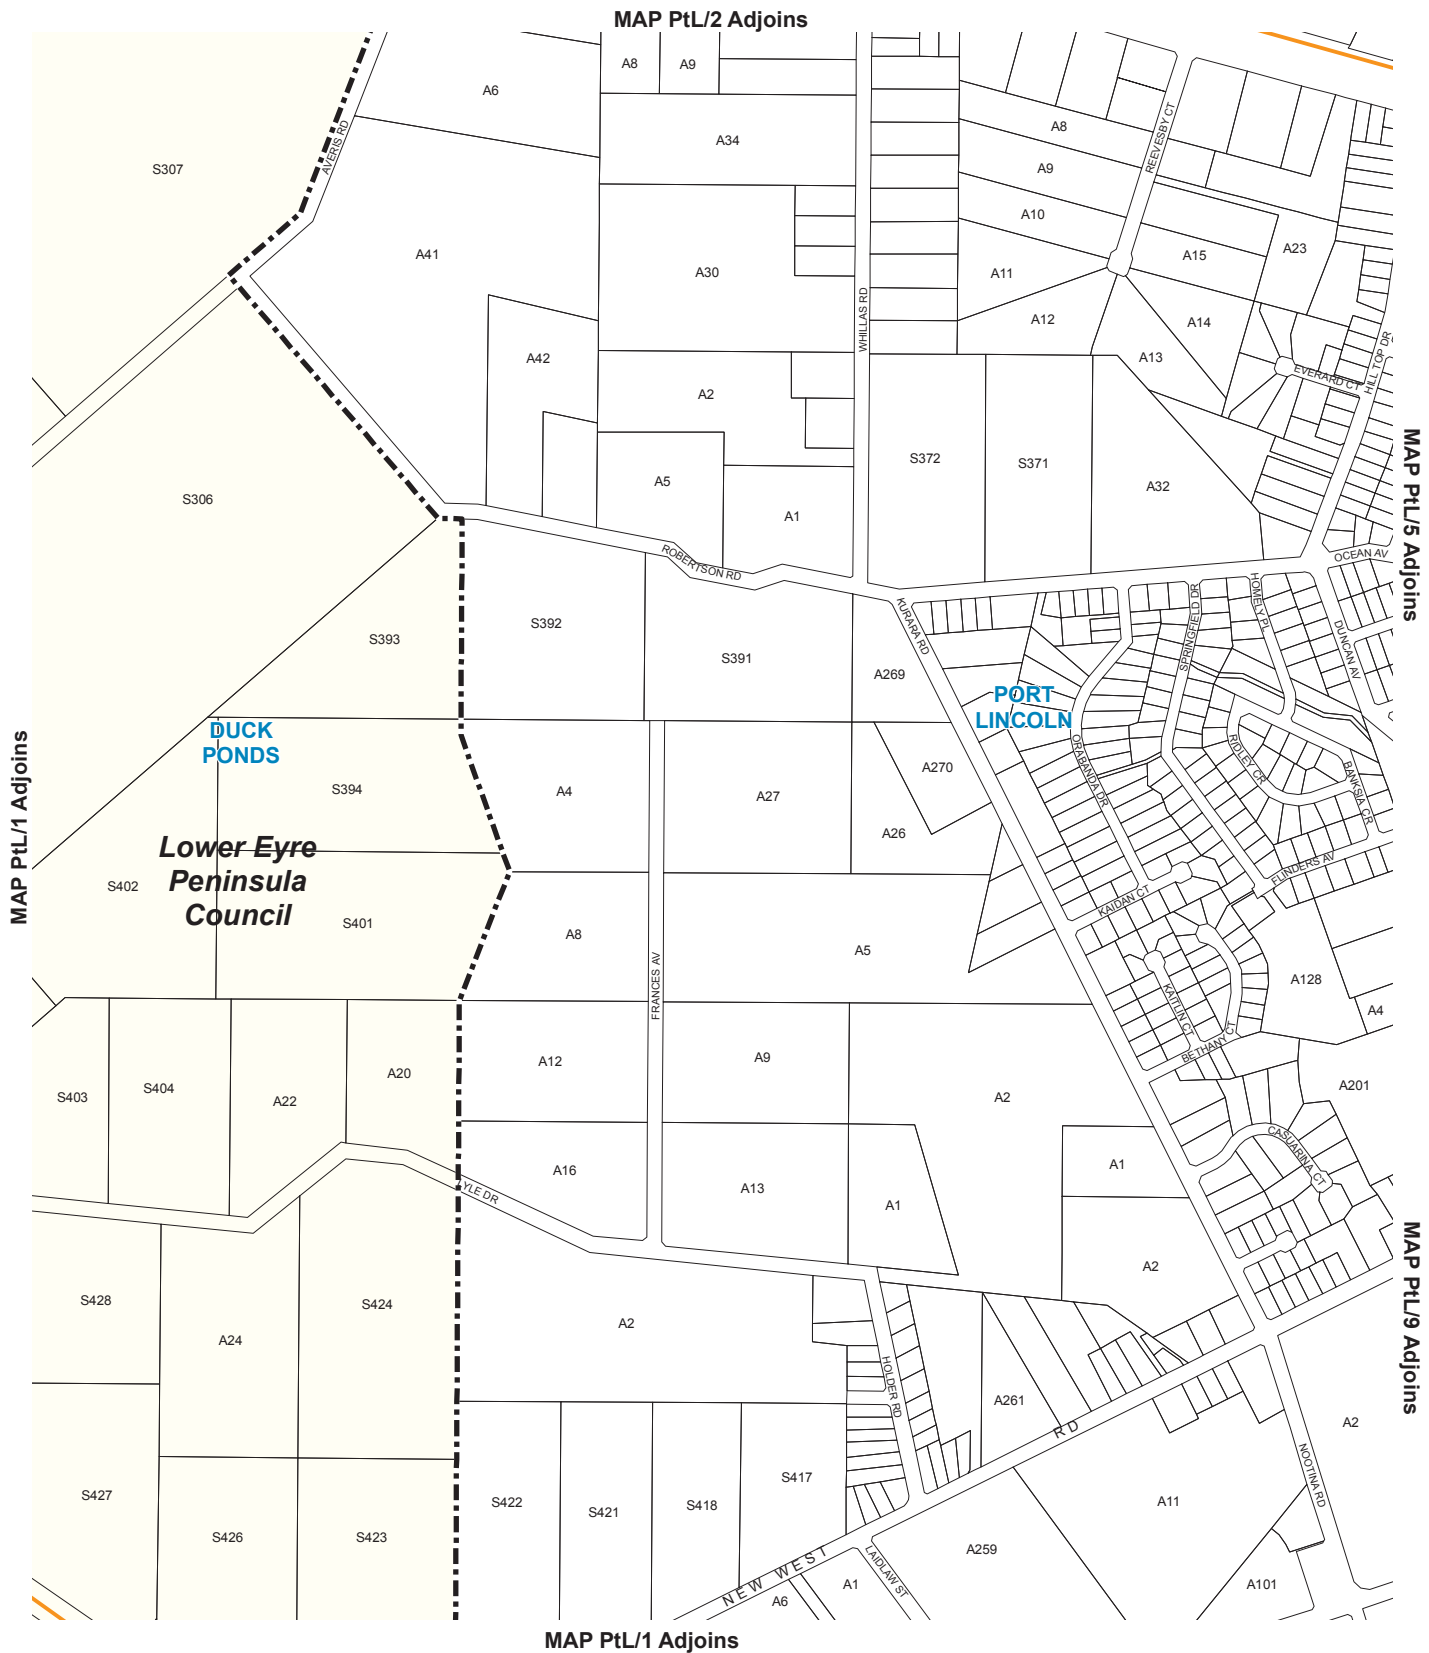 MAP PtL/2 Adjoins
A8
A9
A6
AVERIS RD
S307
A34
A8
REEVESBY CT
A9
A10
A41
A30
A11
A15
A23
WHILLAS RD
A12
A14
A13
A42
EVERARD CT
HILL TOP DR
A2
S372
S371
A5
A32
S306
A1
MAP PtL/5 Adjoins
ROBERTSON RD
OCEAN AV
KURARA RD
SPRINGFIELD DR
HOMELY PL
DUNCAN AV
S392
S393
S391
A269
PORT
LINCOLN
DUCK
PONDS
ORABANDA DR
RIDLEY CR
BANKSIA CR
MAP PtL/1 Adjoins
S394
A4
A27
A270
A26
Lower Eyre
Peninsula
Council
S402
S401
FLINDERS AV
KAIDAN CT
A8
A5
FRANCES AV
A128
A4
KAITLIN CT
BETHANY CT
S403
S404
A22
A20
A12
A9
A2
A201
CASUARINA CT
A16
A13
A1
A1
LYLE DR
A2
MAP PtL/9 Adjoins
S428
A24
S424
A2
HOLDER RD
A261
NEW WEST RD
A2
NOOTINA RD
S427
S426
S423
S422
S421
S418
S417
A11
A259
LAIDLAW ST
A1
A6
A101
MAP PtL/1 Adjoins